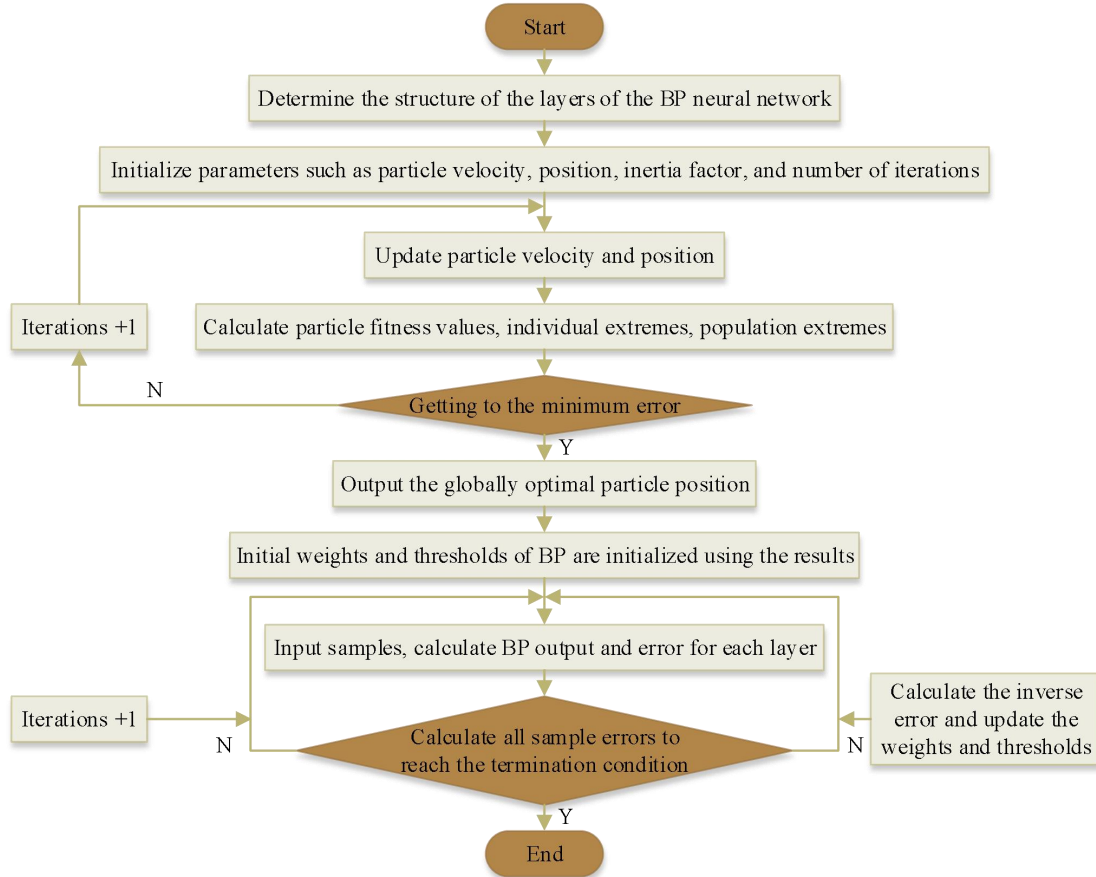 Start
Determine the structure of the layers of the BP neural network
Initialize parameters such as particle velocity, position, inertia factor, and number of iterations
Update particle velocity and position
Iterations +1
Calculate particle fitness values, individual extremes, population extremes
N
Getting to the minimum error
Y
Output the globally optimal particle position
Initial weights and thresholds of BP are initialized using the results
Input samples, calculate BP output and error for each layer
Iterations +1
N
Calculate all sample errors to
reach the termination condition
N
Calculate the inverse
error and update the
weights and thresholds
Y
End